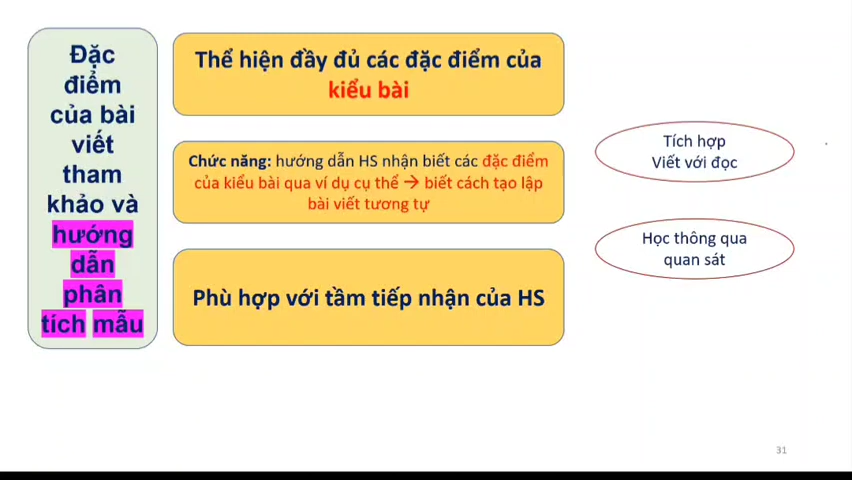 Đặc
điểm
của bài
viết
tham
khảo và
hướng
dẫn
phân
tích mẫu
Thể hiện đầy đủ các đặc điểm của
kiểu bài
Chức năng: hướng dẫn HS nhận biết các đặc điểm
của kiểu bài qua ví dụ cụ thể → biết cách tạo lập
bài viết tương tự
Phù hợp với tầm tiếp nhận của HS
Tích hợp
Viết với đọc
Học thông qua
quan sát
31